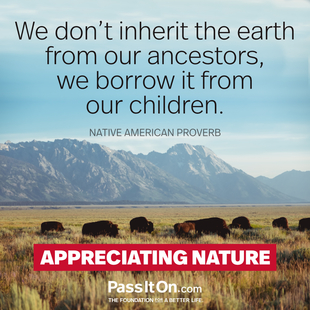 We don’t inherit the earth
from our ancestors,
we borrow it from
our children.
NATIVE AMERICAN PROVERB
APPRECIATING NATURE
PassItOn.com
THE FOUNDATION FOR A BETTER LIFE